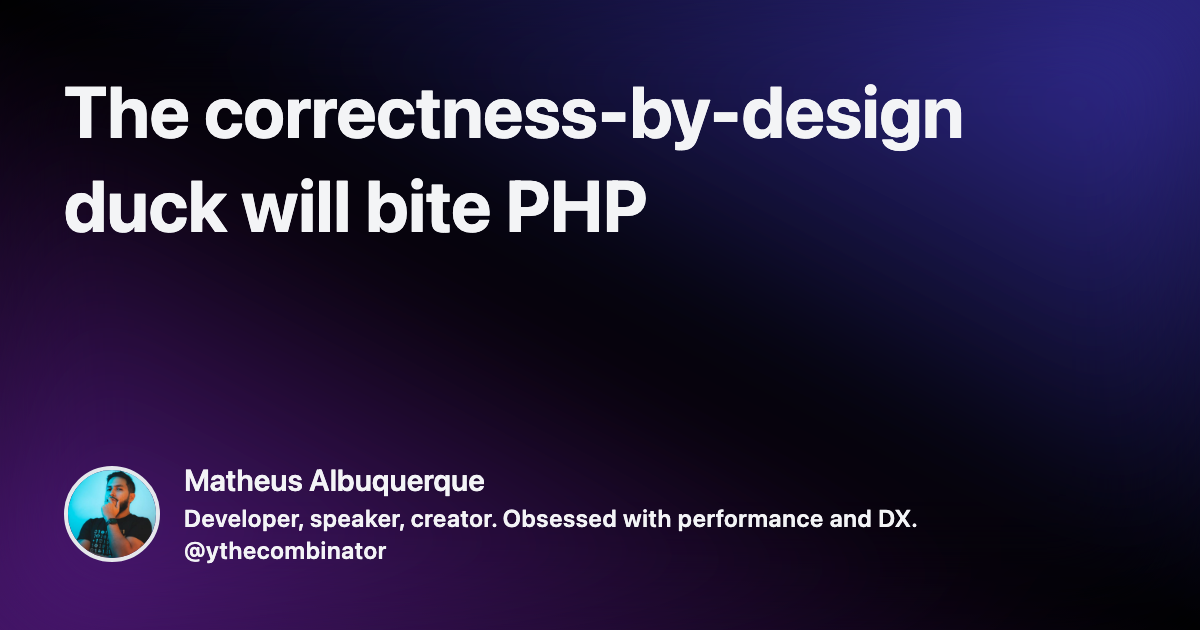 The correctness-by-design
duck will bite PHP
Matheus Albuquerque
Developer, speaker, creator. Obsessed with performance and DX.
@ythecombinator